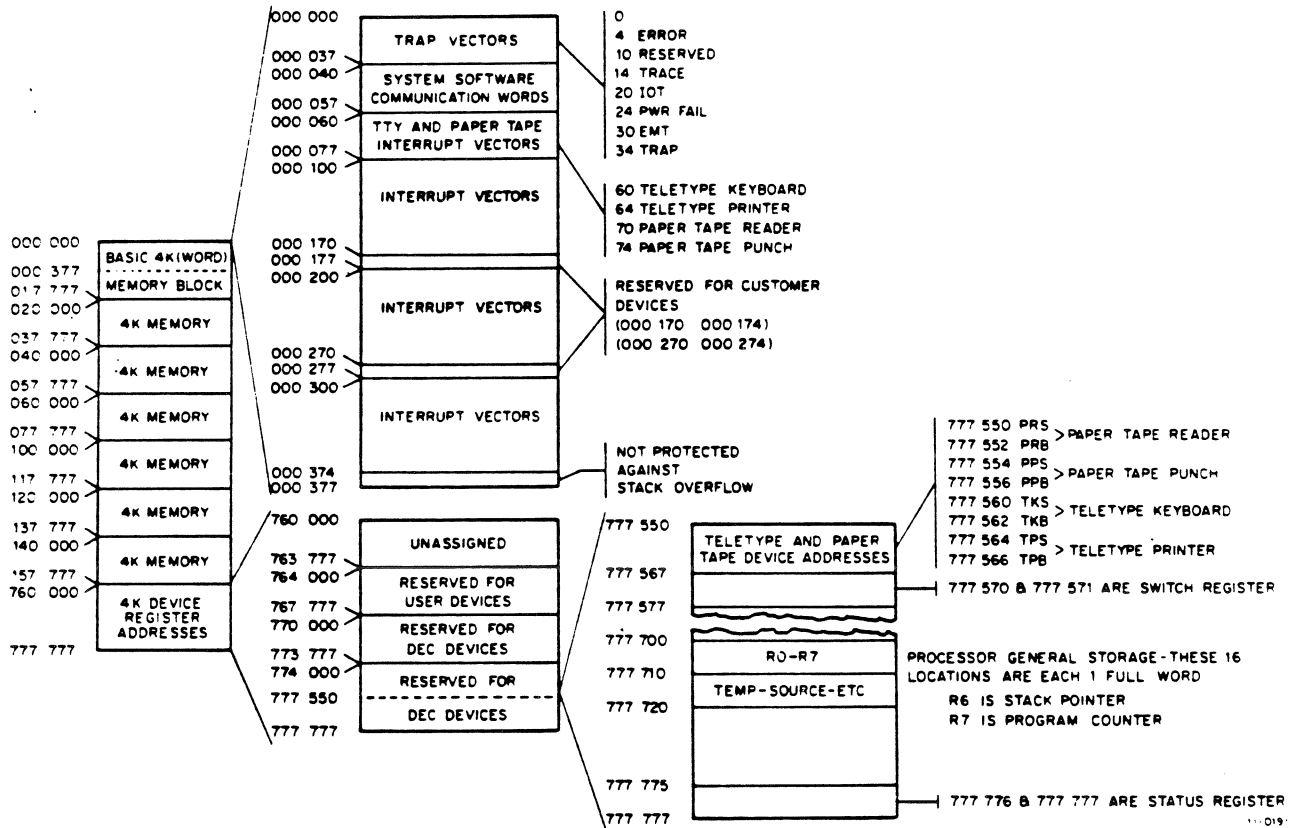 000 000
TRAP VECTORS
000 037
000 040
SYSTEM SOFTWARE
COMMUNICATION WORDS
000 057
000 060
TTY AND PAPER TAPE
INTERRUPT VECTORS
000 077
000 100
INTERRUPT VECTORS
000 170
000 177
000 200
INTERRUPT VECTORS
000 270
000 277
000 300
INTERRUPT VECTORS
000 374
000 377
0
4 ERROR
10 RESERVED
14 TRACE
20 IOT
24 PWR FAIL
30 EMT
34 TRAP
60 TELETYPE KEYBOARD
64 TELETYPE PRINTER
70 PAPER TAPE READER
74 PAPER TAPE PUNCH
RESERVED FOR CUSTOMER
DEVICES
(000 170 000 174)
(000 270 000 274)
NOT PROTECTED
AGAINST
STACK OVERFLOW
000 000
BASIC 4K(WORD)
000 377
MEMORY BLOCK
017 777
020 000
4K MEMORY
037 777
040 000
4K MEMORY
057 777
060 000
4K MEMORY
077 777
100 000
4K MEMORY
117 777
120 000
4K MEMORY
137 777
140 000
4K MEMORY
157 777
760 000
4K DEVICE
REGISTER
ADDRESSES
777 777
760 000
UNASSIGNED
763 777
764 000
RESERVED FOR
USER DEVICES
767 777
770 000
RESERVED FOR
DEC DEVICES
773 777
774 000
RESERVED FOR
777 550
DEC DEVICES
777 777
777 550
TELETYPE AND PAPER
TAPE DEVICE ADDRESSES
777 567
777 577
777 700
R0-R7
777 710
TEMP-SOURCE-ETC
777 720
777 775
777 777
777 550 PRS
777 552 PRB
>PAPER TAPE READER
777 554 PPS
777 556 PPB
>PAPER TAPE PUNCH
777 560 TKS
777 562 TKB
> TELETYPE KEYBOARD
777 564 TPS
777 566 TPB
> TELETYPE PRINTER
777 570 & 777 571 ARE SWITCH REGISTER
PROCESSOR GENERAL STORAGE-THESE 16
LOCATIONS ARE EACH 1 FULL WORD
R6 IS STACK POINTER
R7 IS PROGRAM COUNTER
777 776 & 777 777 ARE STATUS REGISTER